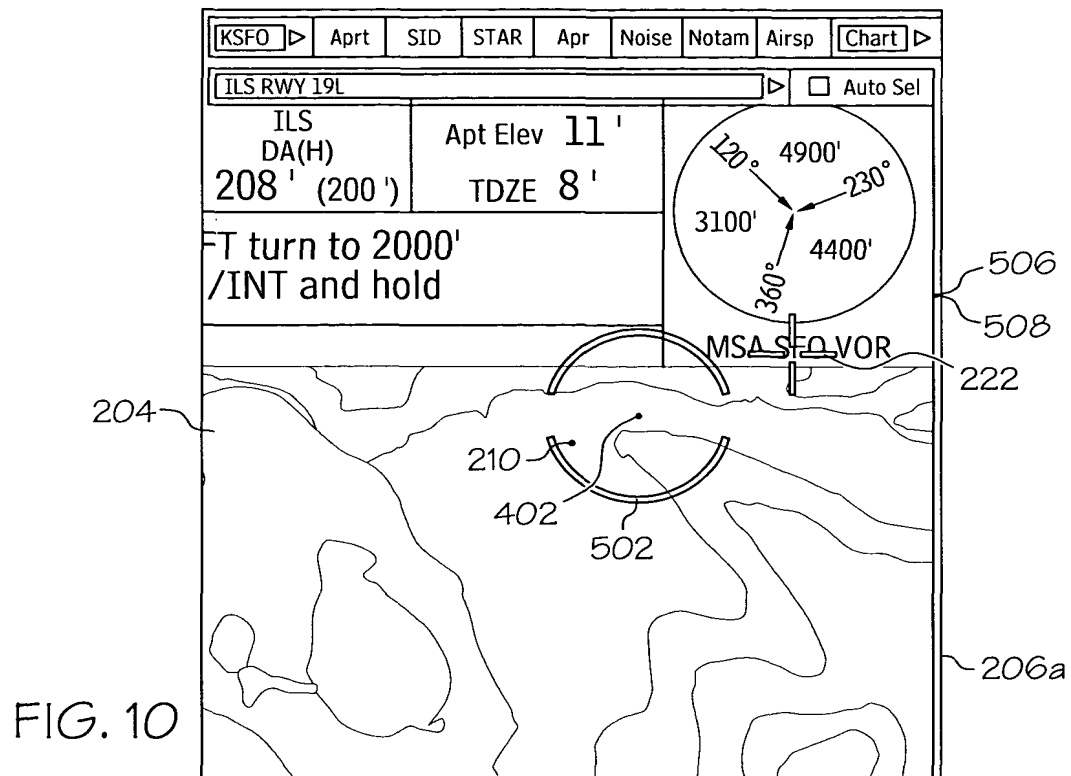 KSFO Aprt SID STAR Apr Noise Notam Airsp Chart
ILS RWY 19L Auto Sel
ILS
DA(H)
208' (200')
Apt Elev 11'
TDZE 8'
120° 4900' 230°
3100' 4400'
360°
MSA SFO VOR
FT turn to 2000'
/INT and hold
506
508
222
204
210
402
502
206a
FIG. 10